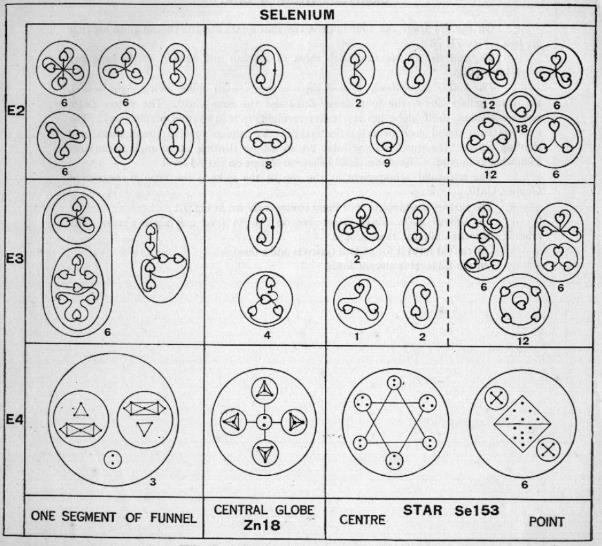 SELENIUM
E2
6 6 2 12 6
18
6 8 9 12 6
E3
2 6 6
6 4 1 2 12
E4
3 6
ONE SEGMENT OF FUNNEL
CENTRAL GLOBE
Zn18
CENTRE STAR Se153 POINT